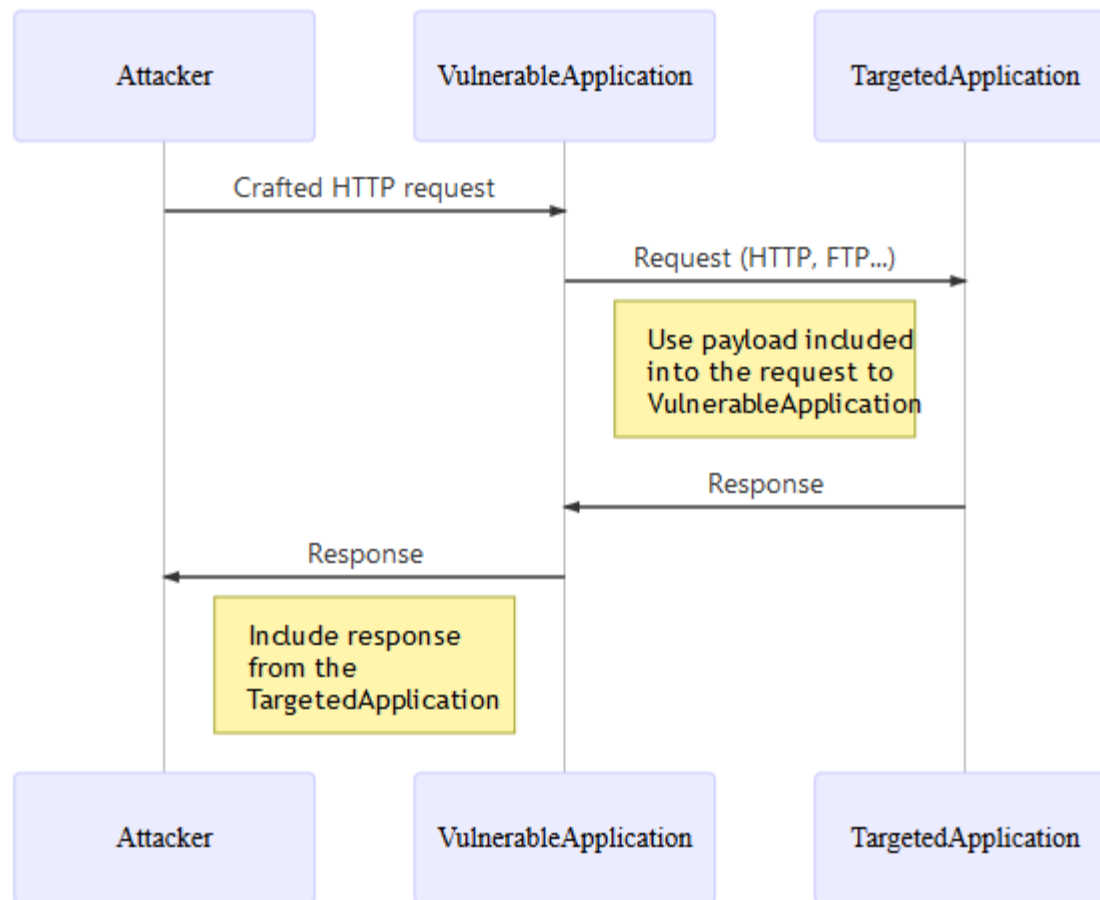 Attacker
VulnerableApplication
TargetedApplication
Crafted HTTP request
Request (HTTP, FTP...)
Use payload included
into the request to
VulnerableApplication
Response
Response
Include response
from the
TargetedApplication
Attacker
VulnerableApplication
TargetedApplication